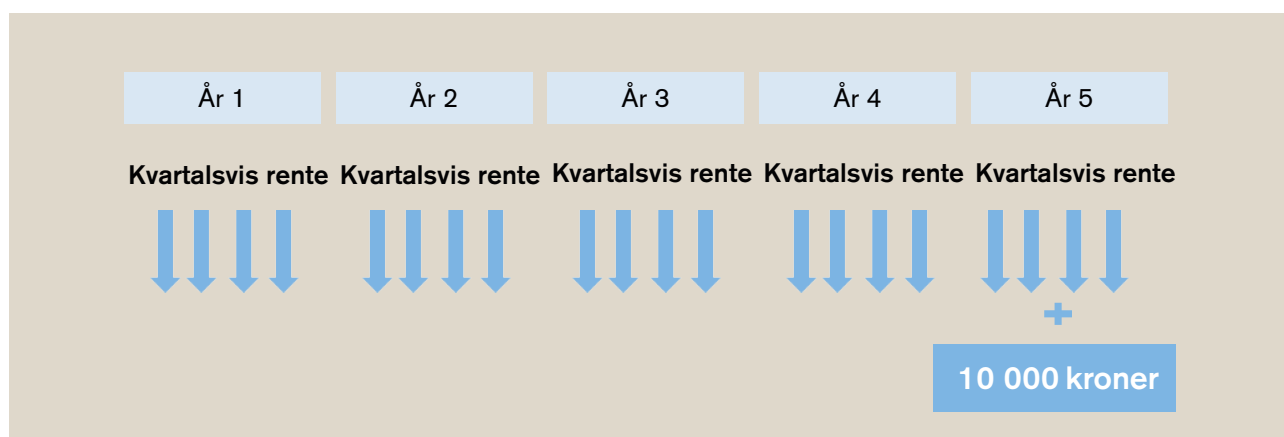 År 1 År 2 År 3 År 4 År 5
Kvartalsvis rente Kvartalsvis rente Kvartalsvis rente Kvartalsvis rente Kvartalsvis rente
+
10 000 kroner